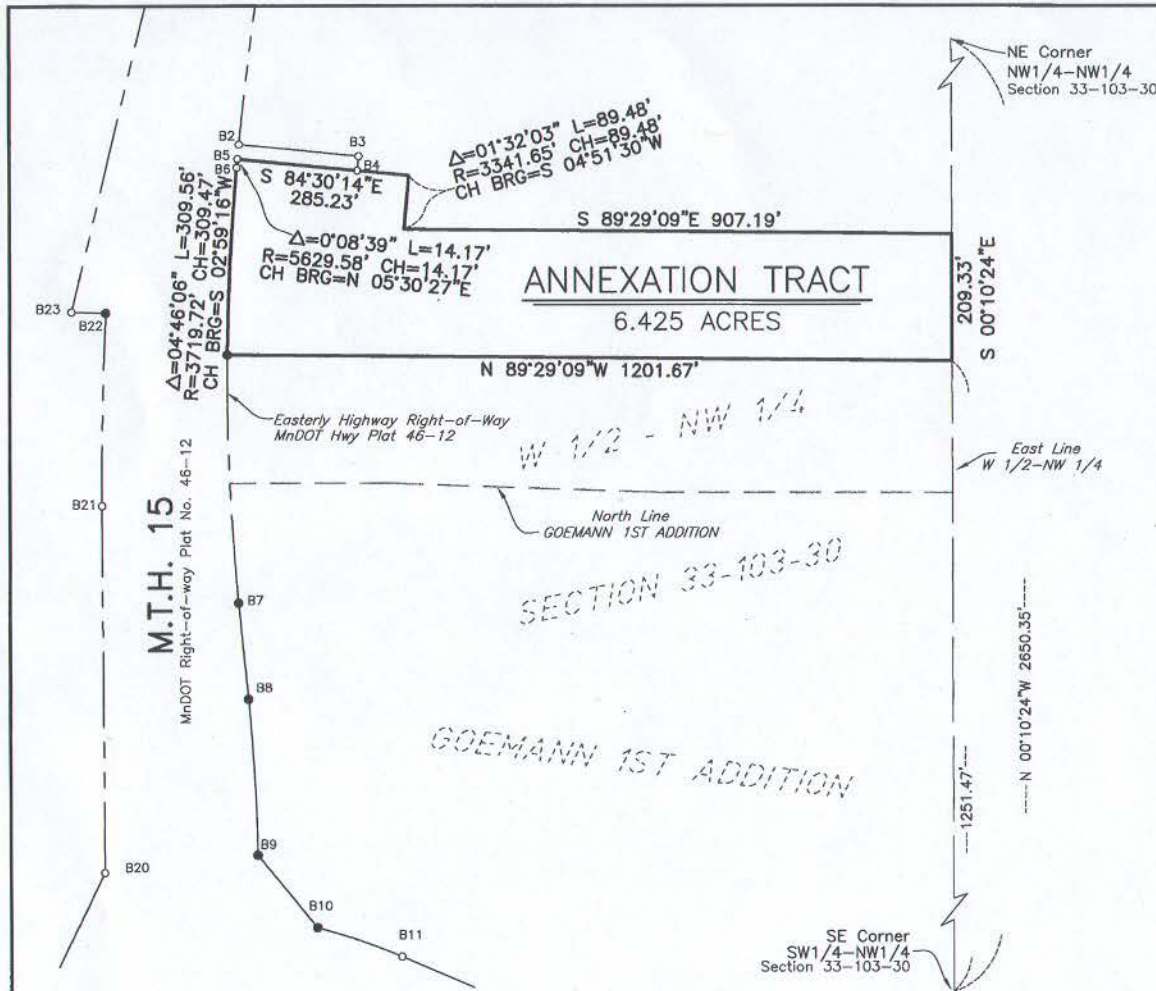 NE Corner
NW1/4-NW1/4
Section 33-103-30
B2
B3
B5
B4
B6
Δ=01°32'03" L=89.48'
R=3341.65' CH=89.48'
CH BRG=S 04°51'30"W
S 84°30'14"E
285.23'
S 89°29'09"E 907.19'
Δ=0°08'39" L=14.17'
R=5629.58' CH=14.17'
CH BRG=N 05°30'27"E
Δ=04°46'06" L=309.56'
R=3719.72' CH=309.47'
CH BRG=S 02°59'16"W
ANNEXATION TRACT
6.425 ACRES
209.33'
S 00°10'24"E
B23
B22
N 89°29'09"W 1201.67'
Easterly Highway Right-of-Way
MnDOT Hwy Plat 46-12
W 1/2 - NW 1/4
East Line
W 1/2-NW 1/4
B21
M.T.H. 15
MnDOT Right-of-way Plat No. 46-12
North Line
GOEMANN 1ST ADDITION
SECTION 33-103-30
B7
B8
GOEMANN 1ST ADDITION
---1251.47'---
----N 00°10'24"W 2650.35'----
B9
B20
B10
B11
SE Corner
SW1/4-NW1/4
Section 33-103-30